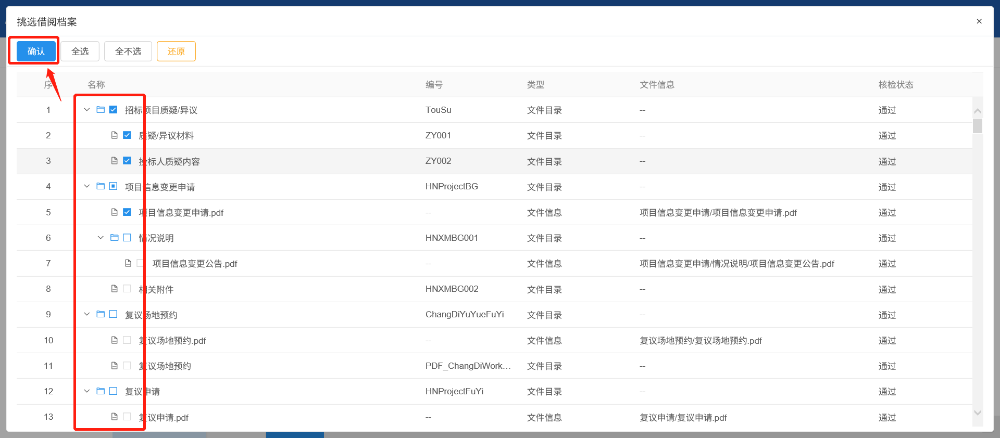 挑选借阅档案
×
确认 全选 全不选 还原
序 名称 编号 类型 文件信息 核检状态
1 招标项目质疑/异议 TouSu 文件目录 -- 通过
2 质疑/异议材料 ZY001 文件目录 -- 通过
3 投标人质疑内容 ZY002 文件目录 -- 通过
4 项目信息变更申请 HNProjectBG 文件目录 -- 通过
5 项目信息变更申请.pdf -- 文件信息 项目信息变更申请/项目信息变更申请.pdf 通过
6 情况说明 HNXMBG001 文件目录 -- 通过
7 项目信息变更公告.pdf -- 文件信息 项目信息变更申请/情况说明/项目信息变更公告.pdf 通过
8 相关附件 HNXMBG002 文件目录 -- 通过
9 复议场地预约 ChangDiYuYueFuYi 文件目录 -- 通过
10 复议场地预约.pdf -- 文件信息 复议场地预约/复议场地预约.pdf 通过
11 复议场地预约 PDF_ChangDiWork... 文件目录 -- 通过
12 复议申请 HNProjectFuYi 文件目录 -- 通过
13 复议申请.pdf -- 文件信息 复议申请/复议申请.pdf 通过